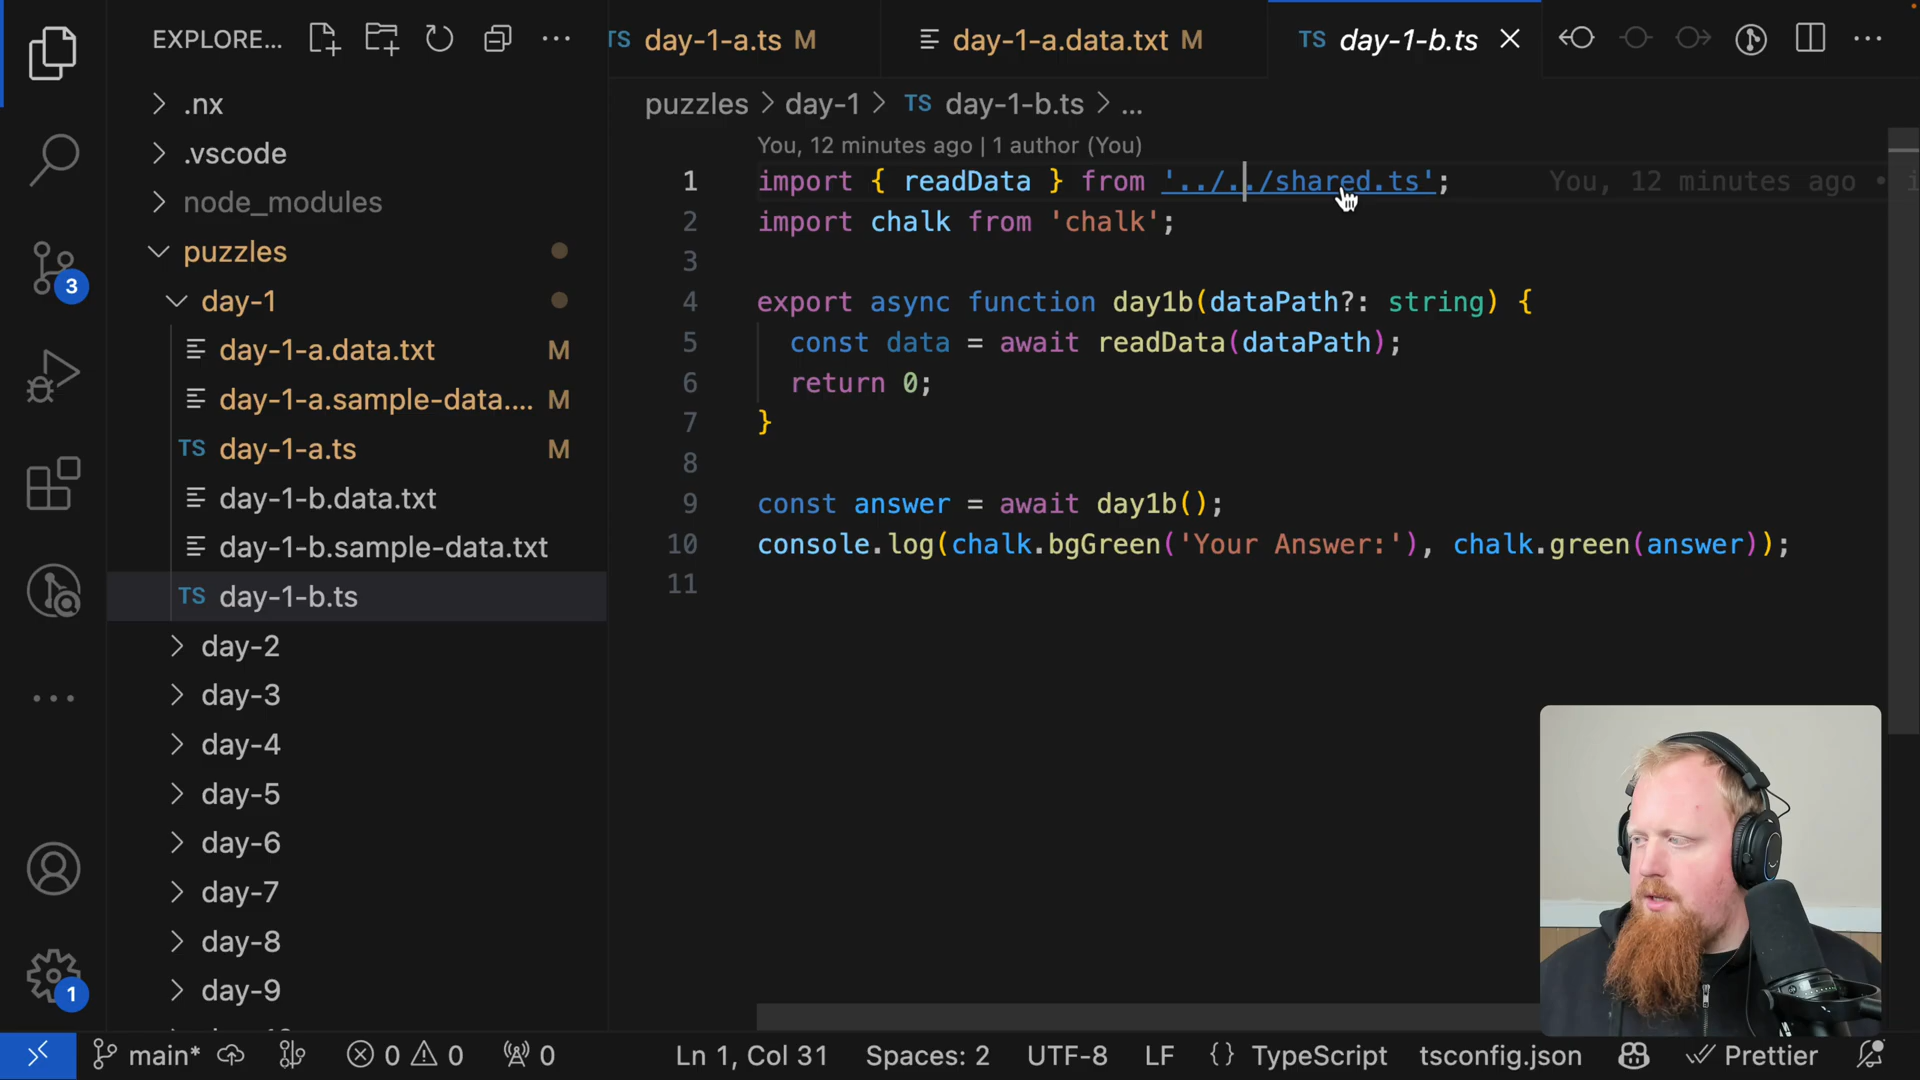 EXPLORE...
.nx
.vscode
node_modules
puzzles
day-1
day-1-a.data.txt M
day-1-a.sample-data.... M
TS day-1-a.ts M
day-1-b.data.txt
day-1-b.sample-data.txt
TS day-1-b.ts
day-2
day-3
day-4
day-5
day-6
day-7
day-8
day-9
3
1
TS day-1-a.ts M
day-1-a.data.txt M
TS day-1-b.ts
puzzles > day-1 > TS day-1-b.ts > ...
You, 12 minutes ago | 1 author (You)
1 import { readData } from '../../shared.ts'; You, 12 minutes ago • i
2 import chalk from 'chalk';
3
4 export async function day1b(dataPath?: string) {
5 const data = await readData(dataPath);
6 return 0;
7 }
8
9 const answer = await day1b();
10 console.log(chalk.bgGreen('Your Answer:'), chalk.green(answer));
11
main* 0 0 0 Ln 1, Col 31 Spaces: 2 UTF-8 LF {} TypeScript tsconfig.json Prettier